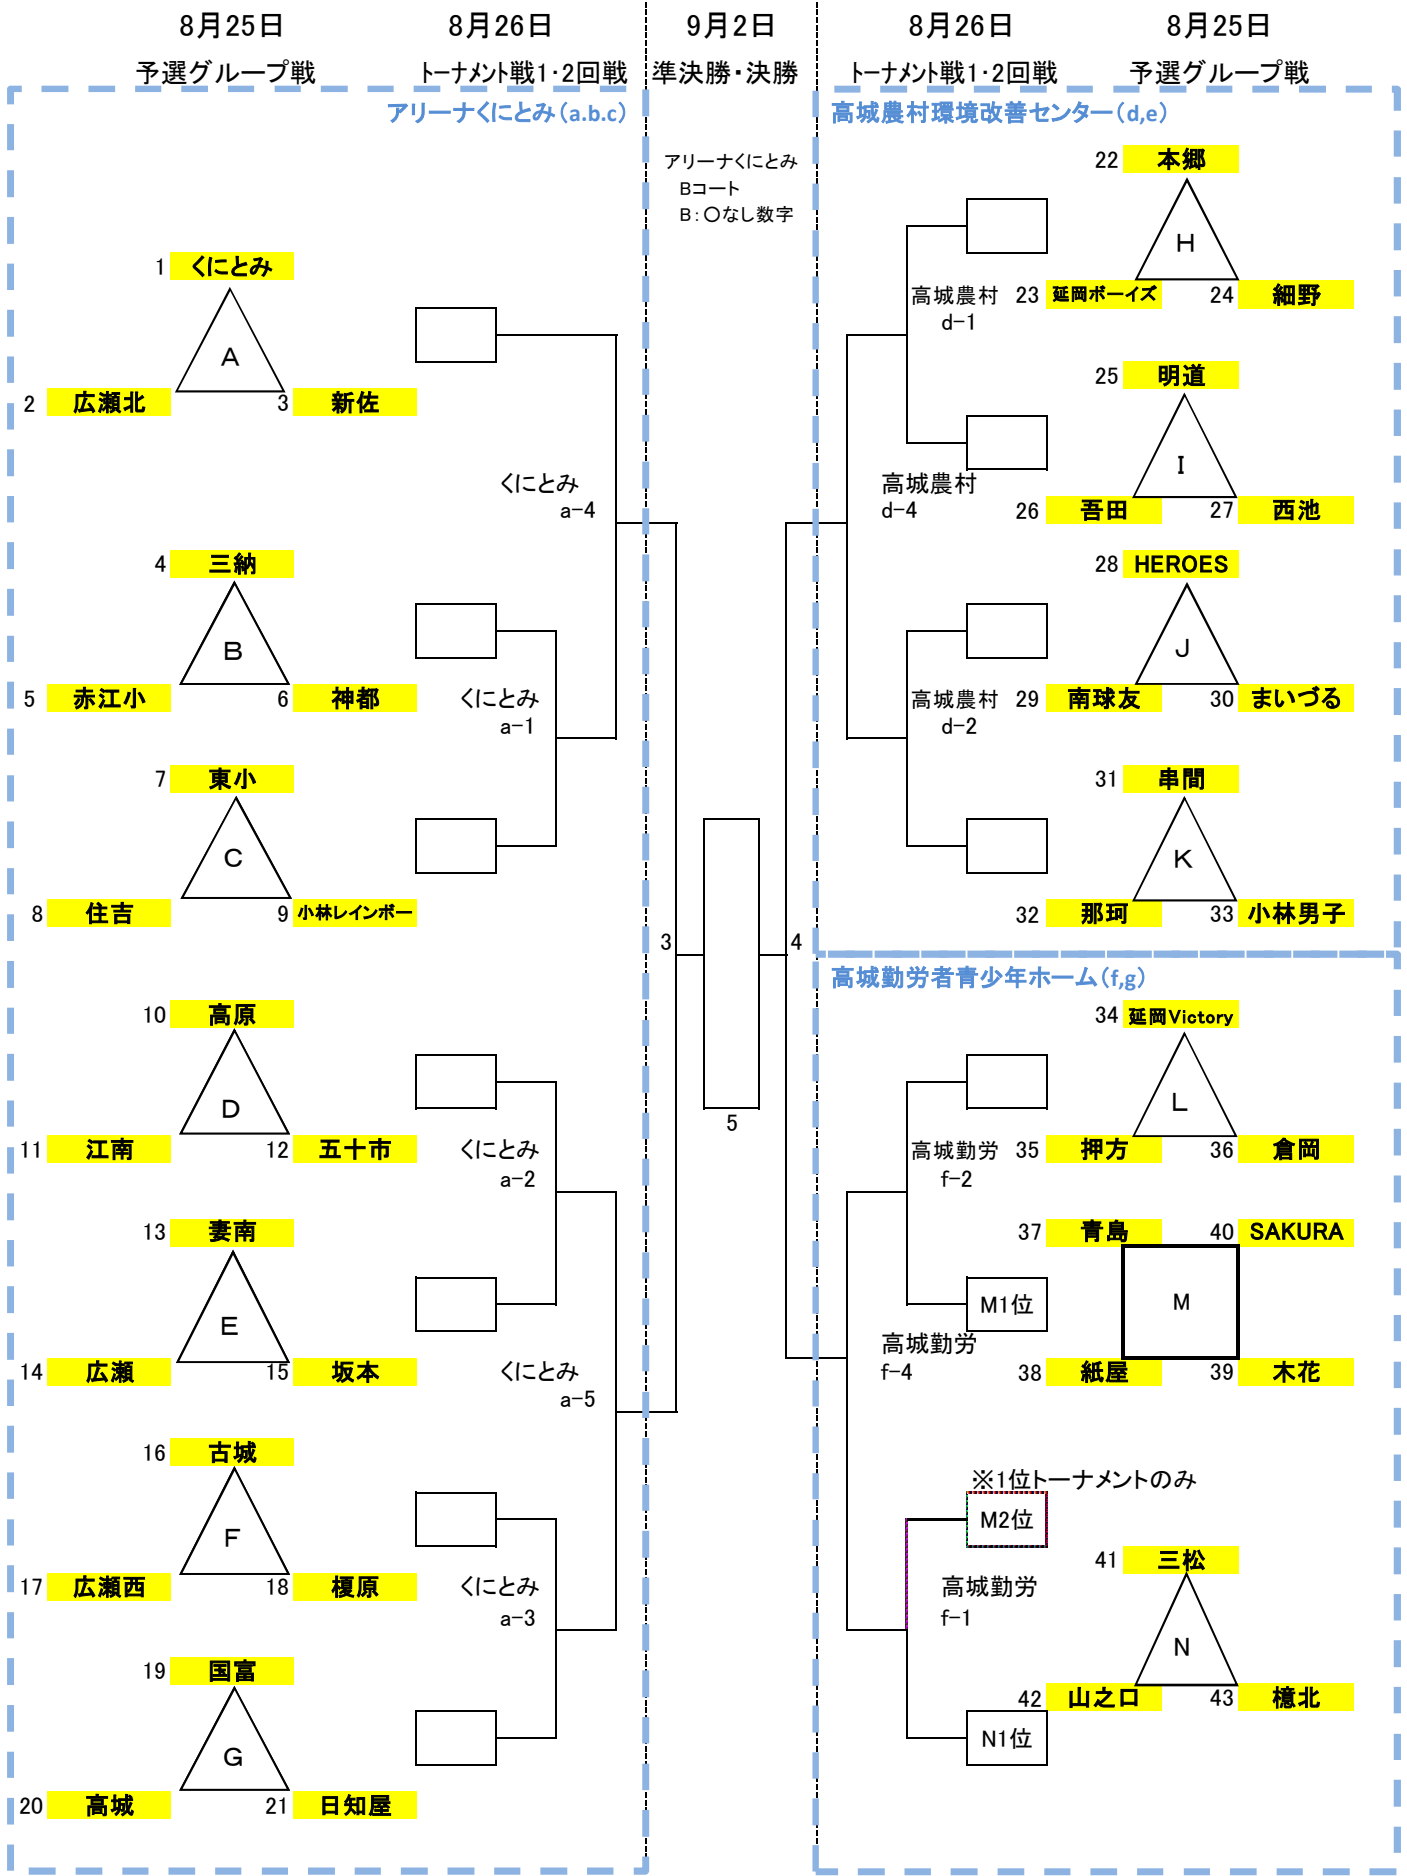 8月25日
8月26日
9月2日
8月26日
8月25日
予選グループ戦
トーナメント戦1・2回戦
準決勝・決勝
トーナメント戦1・2回戦
予選グループ戦
アリーナくにとみ（a.b.c）
1 くにとみ
A
2 広瀬北
3 新佐
くにとみ
a-4
4 三納
B
5 赤江小
6 神都
くにとみ
a-1
7 東小
C
8 住吉
9 小林レインボー
10 高原
D
11 江南
12 五十市
くにとみ
a-2
13 妻南
E
14 広瀬
15 坂本
くにとみ
a-5
16 古城
F
17 広瀬西
18 榎原
くにとみ
a-3
19 国富
G
20 高城
21 日知屋
アリーナくにとみ
Bコート
B：〇なし数字
3
4
5
高城農村環境改善センター（d,e）
22 本郷
H
高城農村
d-1
23 延岡ボーイズ
24 細野
25 明道
I
高城農村
d-4
26 吾田
27 西池
28 HEROES
J
高城農村
d-2
29 南球友
30 まいづる
31 串間
K
32 那珂
33 小林男子
高城勤労者青少年ホーム（f,g）
34 延岡Victory
L
高城勤労
f-2
35 押方
36 倉岡
37 青島
40 SAKURA
M1位
M
高城勤労
f-4
38 紙屋
39 木花
※1位トーナメントのみ
M2位
41 三松
高城勤労
f-1
N
42 山之口
43 檍北
N1位